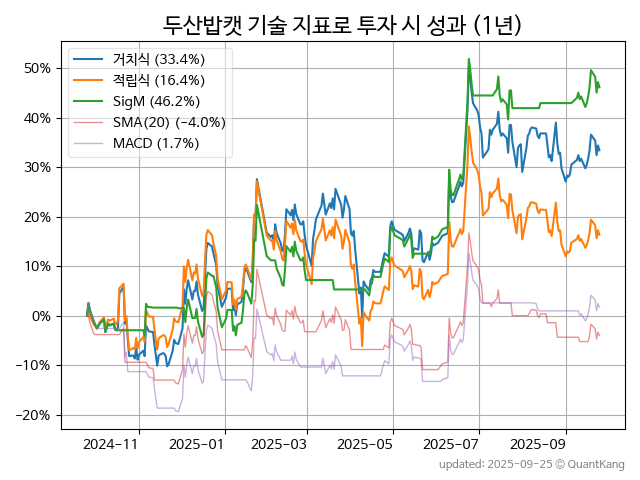 두산밥캣 기술 지표로 투자 시 성과 (1년)
거치식 (33.4%)
적립식 (16.4%)
SigM (46.2%)
SMA(20) (−4.0%)
MACD (1.7%)
50%
40%
30%
20%
10%
0%
−10%
−20%
2024-11
2025-01
2025-03
2025-05
2025-07
2025-09
updated: 2025-09-25 © QuantKang